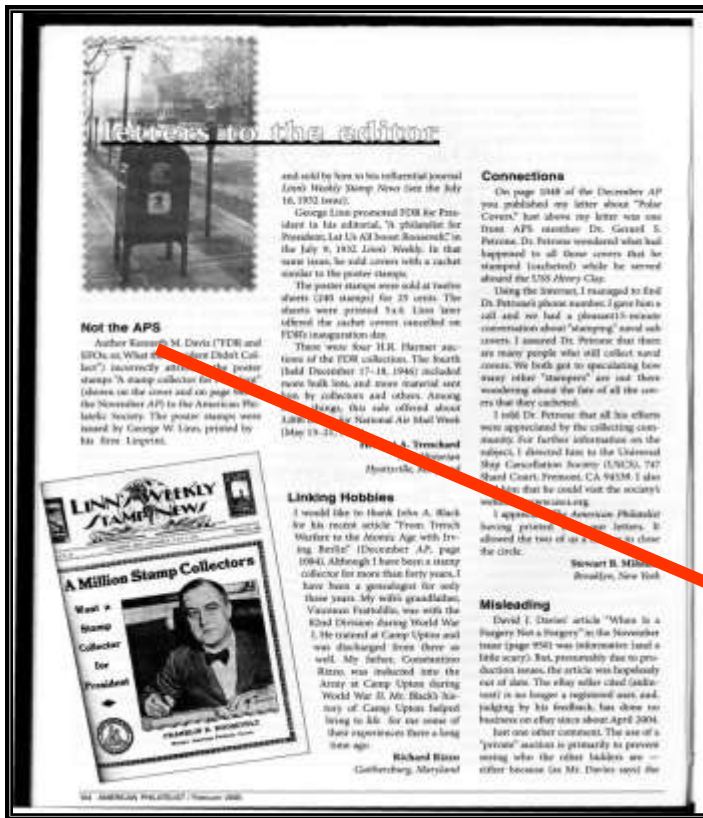 letters to the editor
Not the APS
Author Kenneth M. Davis ("FDR and
EFOs, or, What the President Didn't Col-
lect") incorrectly the poster
stamps "A stamp collector for
(shown on the cover and on page
the November AP) to the American Phi-
latelic Society. The poster stamps were
issued by George W. Linn, printed by
his firm Linprint,
LINN'S WEEKLY
STAMP NEWS
A Million Stamp Collectors
Want a
Stamp
Collector
for
President
FRANKLIN D. ROOSEVELT
and sold by him in his influential journal
Linn's Weekly Stamp News (see the July
16, 1932 issue).
George Linn promoted FDR for Pres-
ident in his editorial, "A philatelist for
President, Let Us All boost Roosevelt," in
the July 9, 1932 Linn's Weekly. In that
same issue, he sold covers with a cachet
similar to the poster stamps.
The poster stamps were sold at twelve
sheets (240 stamps) for 25 cents. The
sheets were printed 5x4. Linn later
offered the cachet covers cancelled on
FDR's inauguration day.
There were four H.R. Harmer auc-
tions of the FDR collection. The fourth
(held December 17-18, 1946) included
more bulk lots, and more material sent
him by collectors and others. Among
things, this sale offered about
for National Air Mail Week
(May 15-21,
A. Trenchard
Historian
Hyattsville,
Linking Hobbies
I would like to thank John A. Black
for his recent article "From Trench
Warfare to the Atomic Age with Irv-
ing Berlin" (December AP, page
1084). Although I have been a stamp
collector for more than forty years, I
have been a genealogist for only
three years. My wife's grandfather,
Vincenzo Frattolillo, was with the
82nd Division during World War
I. He trained at Camp Upton and
was discharged from there as
well. My father, Constantino
Rizzo, was inducted into the
Army at Camp Upton during
World War II. Mr. Black's his-
tory of Camp Upton helped
bring to life for me some of
their experiences there a long
time ago.
Richard Rizzo
Gaithersburg, Maryland
Connections
On page 1048 of the December AP
you published my letter about "Polar
Covers." Just above my letter was one
from APS member Dr. Gerard S.
Petrone. Dr. Petrone wondered what had
happened to all those covers that he
stamped (cacheted) while he served
aboard the USS Henry Clay.
Using the Internet, I managed to find
Dr. Petrone's phone number. I gave him a
call and we had a pleasant 15-minute
conversation about "stamping" naval sub
covers. I assured Dr. Petrone that there
are many people who still collect naval
covers. We both got to speculating how
many other "stampers" are out there
wondering about the fate of all the cov-
ers that they cacheted.
I told Dr. Petrone that all his efforts
were appreciated by the collecting com-
munity. For further information on the
subject, I directed him to the Universal
Ship Cancellation Society (USCS), 747
Shard Court, Fremont, CA 94539. I also
him that he could visit the society's
I the American Philatelist
having printed our letters. It
allowed the two of us to close
the circle.
Stewart B.
Brooklyn, New York
Misleading
David J. Davies' article "When Is a
Forgery Not a Forgery" in the November
issue (page 950) was informative (and a
little scary). But, presumably due to pro-
duction issues, the article was hopelessly
out of date. The eBay seller cited
is no longer a registered user, and,
judging by his feedback, has done no
business on eBay since about April 2004.
Just one other comment. The use of a
"private" auction is primarily to prevent
seeing who the other bidders are —
either because (as Mr. Davies says) the
AMERICAN PHILATELIST / February 2005